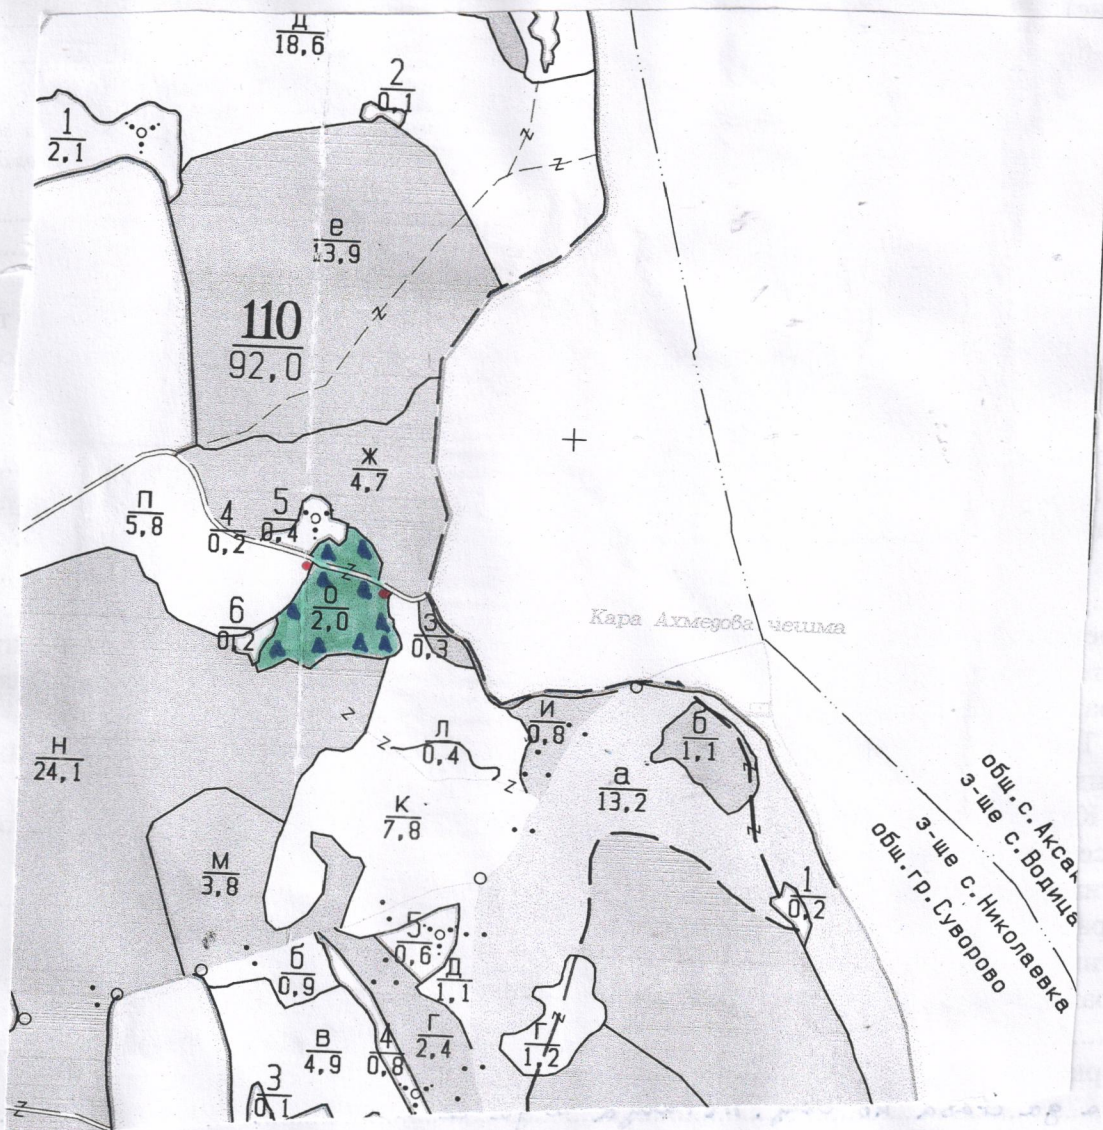 д
18,6
2
0,1
1
2,1
е
13,9
110
92,0
ж
4,7
п
5,8
4
0,2
5
0,4
о
2,0
6
0,2
з
0,3
Кара Ахмедова чешма
и
0,8
б
1,1
л
0,4
н
24,1
а
13,2
к
7,8
м
3,8
1
0,2
общ. с. Аксак
з-ще с. Водица
з-ще с. Николаевка
общ. гр. Суворово
5
0,6
д
1,1
б
0,9
г
2,4
г
1,2
в
4,9
4
0,8
3
0,1